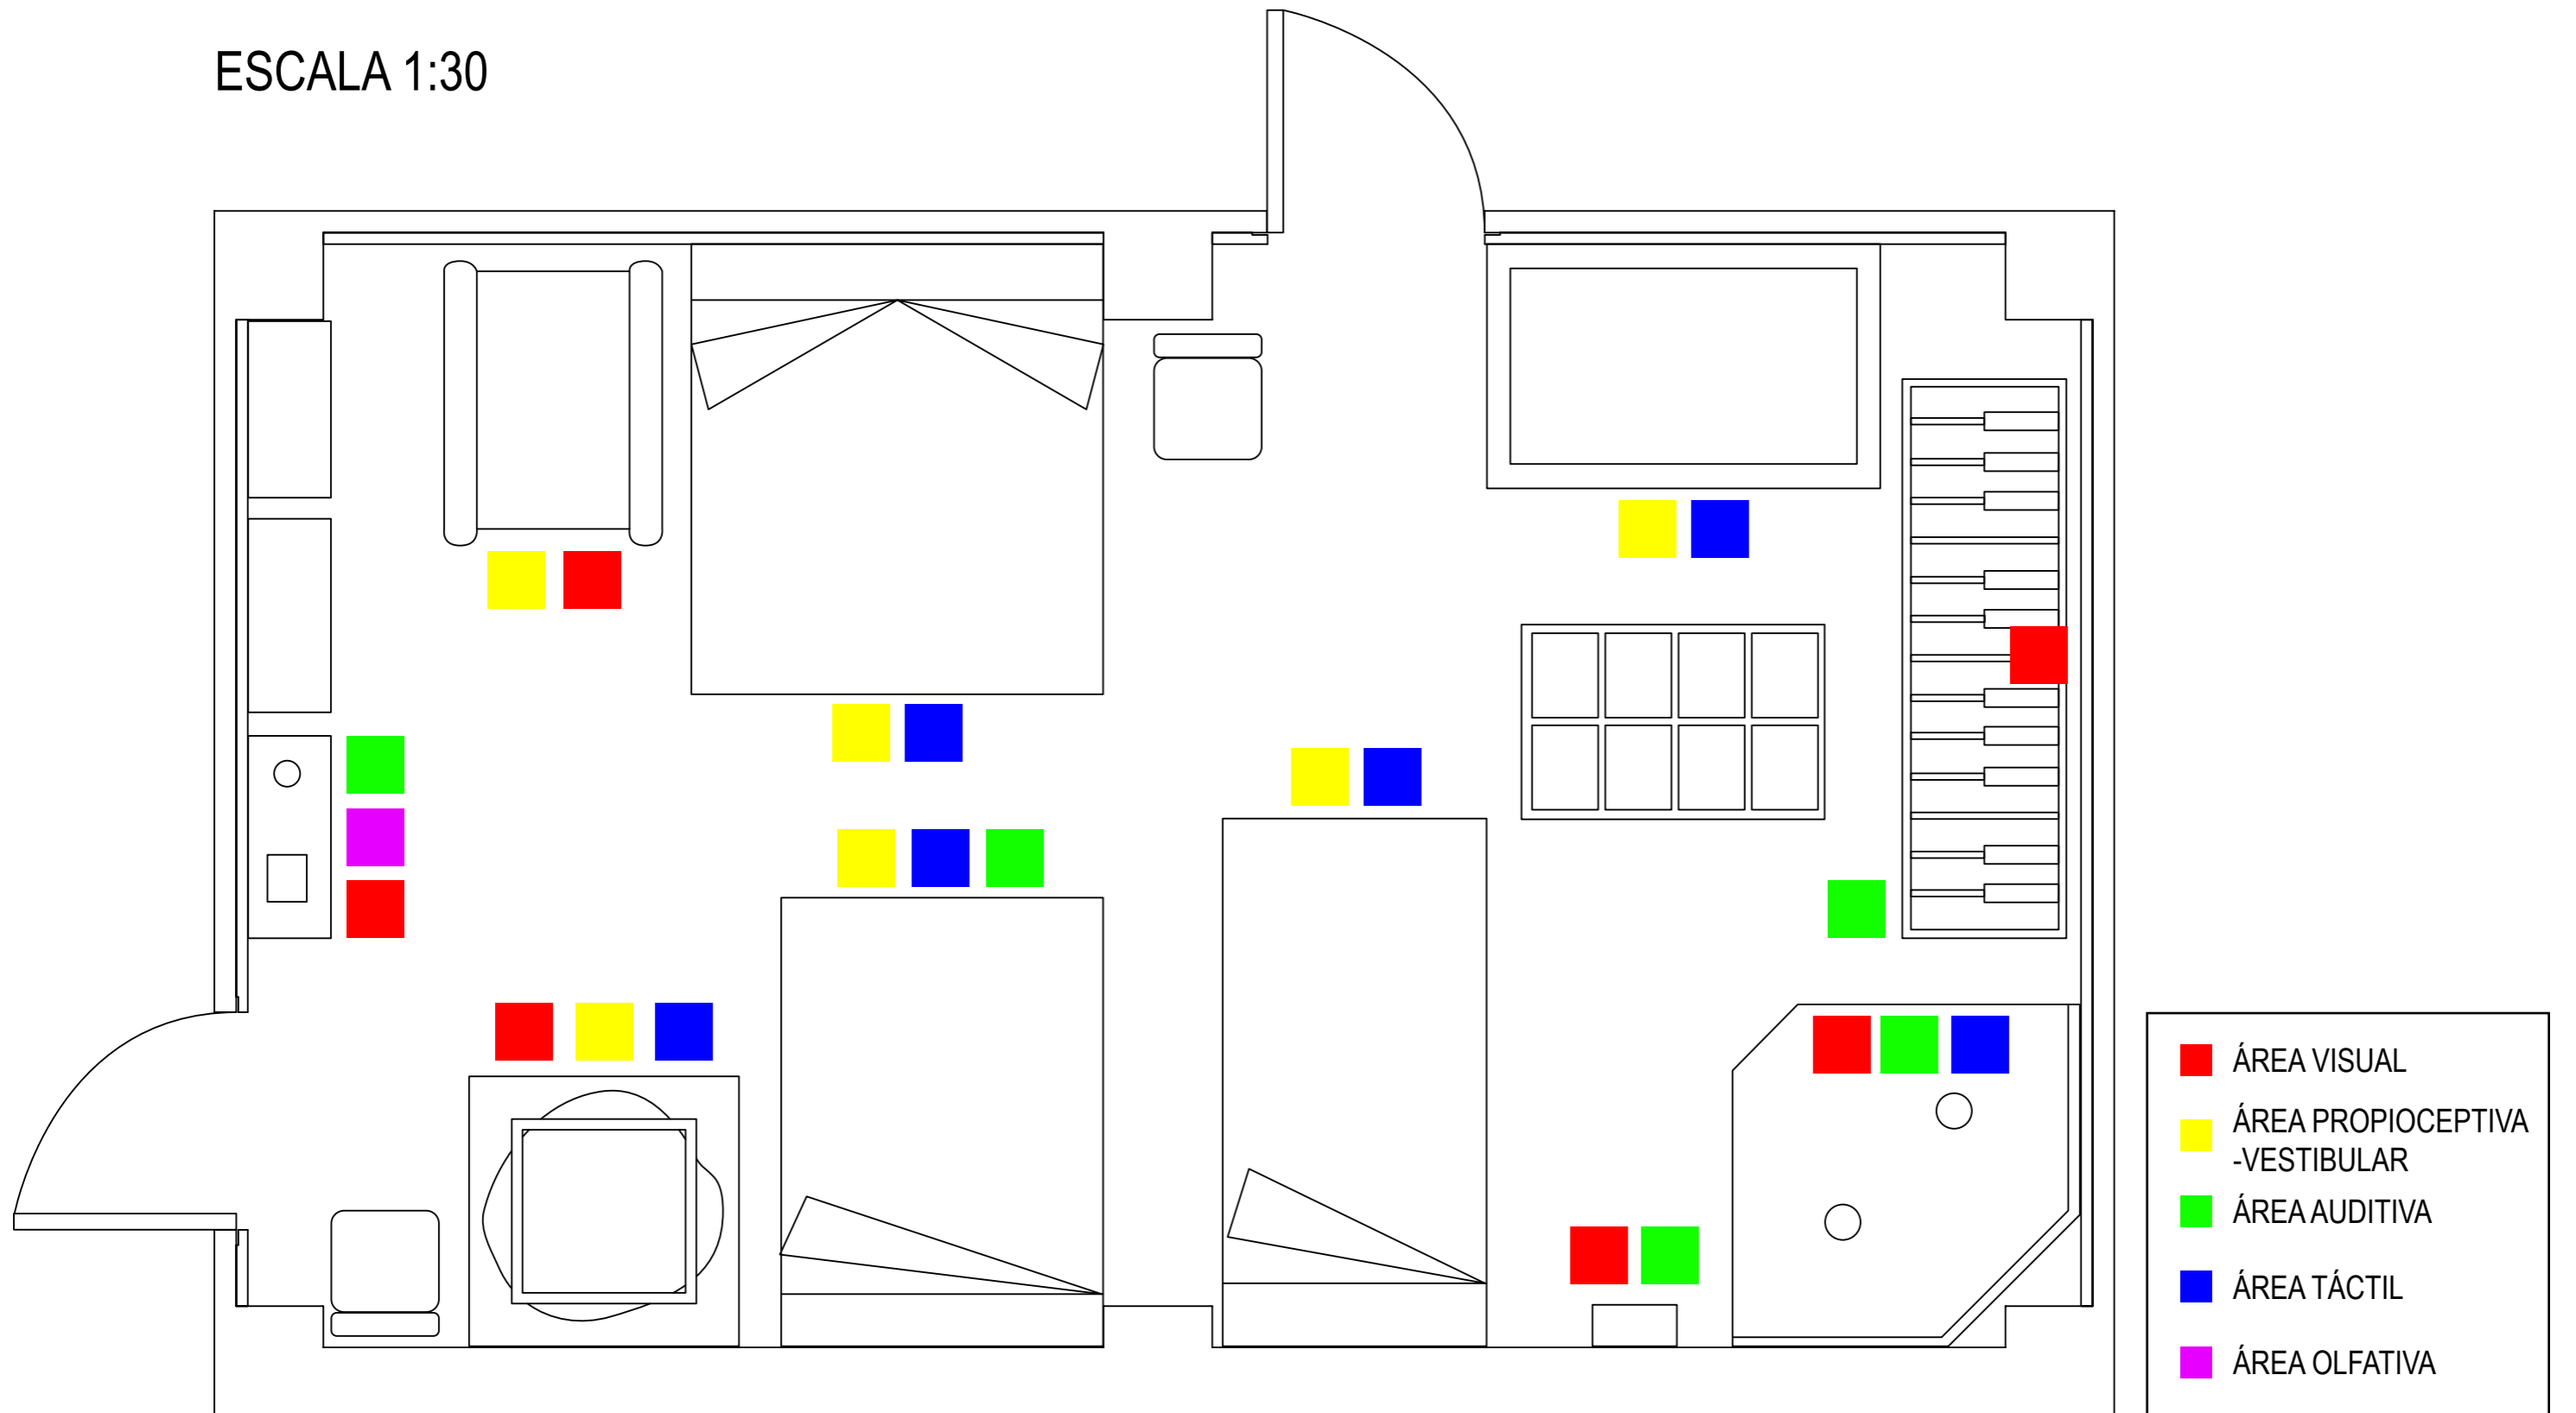 ESCALA 1:30
ÁREA VISUAL
ÁREA PROPIOCEPTIVA
-VESTIBULAR
ÁREA AUDITIVA
ÁREA TÁCTIL
ÁREA OLFATIVA